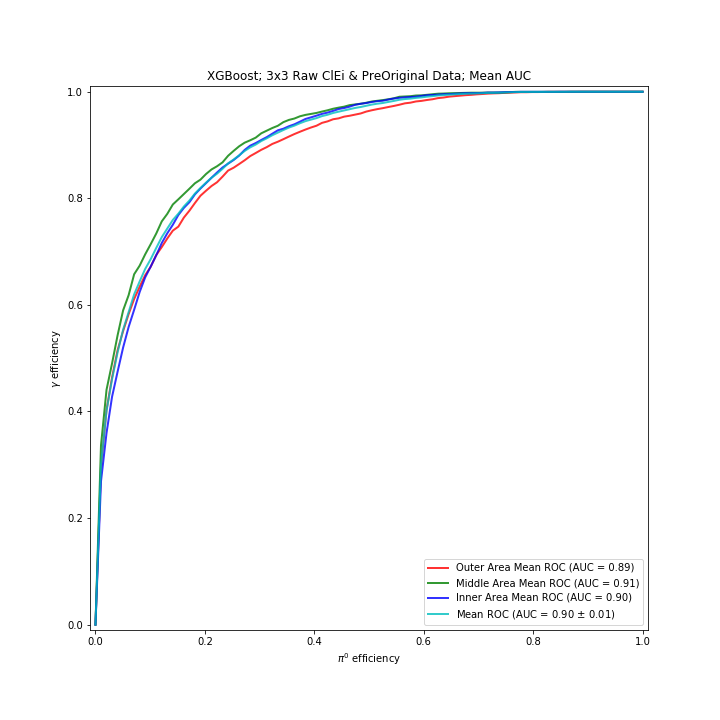 XGBoost; 3x3 Raw ClEi & PreOriginal Data; Mean AUC
γ efficiency
1.0
0.8
0.6
0.4
0.2
0.0
0.0 0.2 0.4 0.6 0.8 1.0
π⁰ efficiency
Outer Area Mean ROC (AUC = 0.89)
Middle Area Mean ROC (AUC = 0.91)
Inner Area Mean ROC (AUC = 0.90)
Mean ROC (AUC = 0.90 ± 0.01)